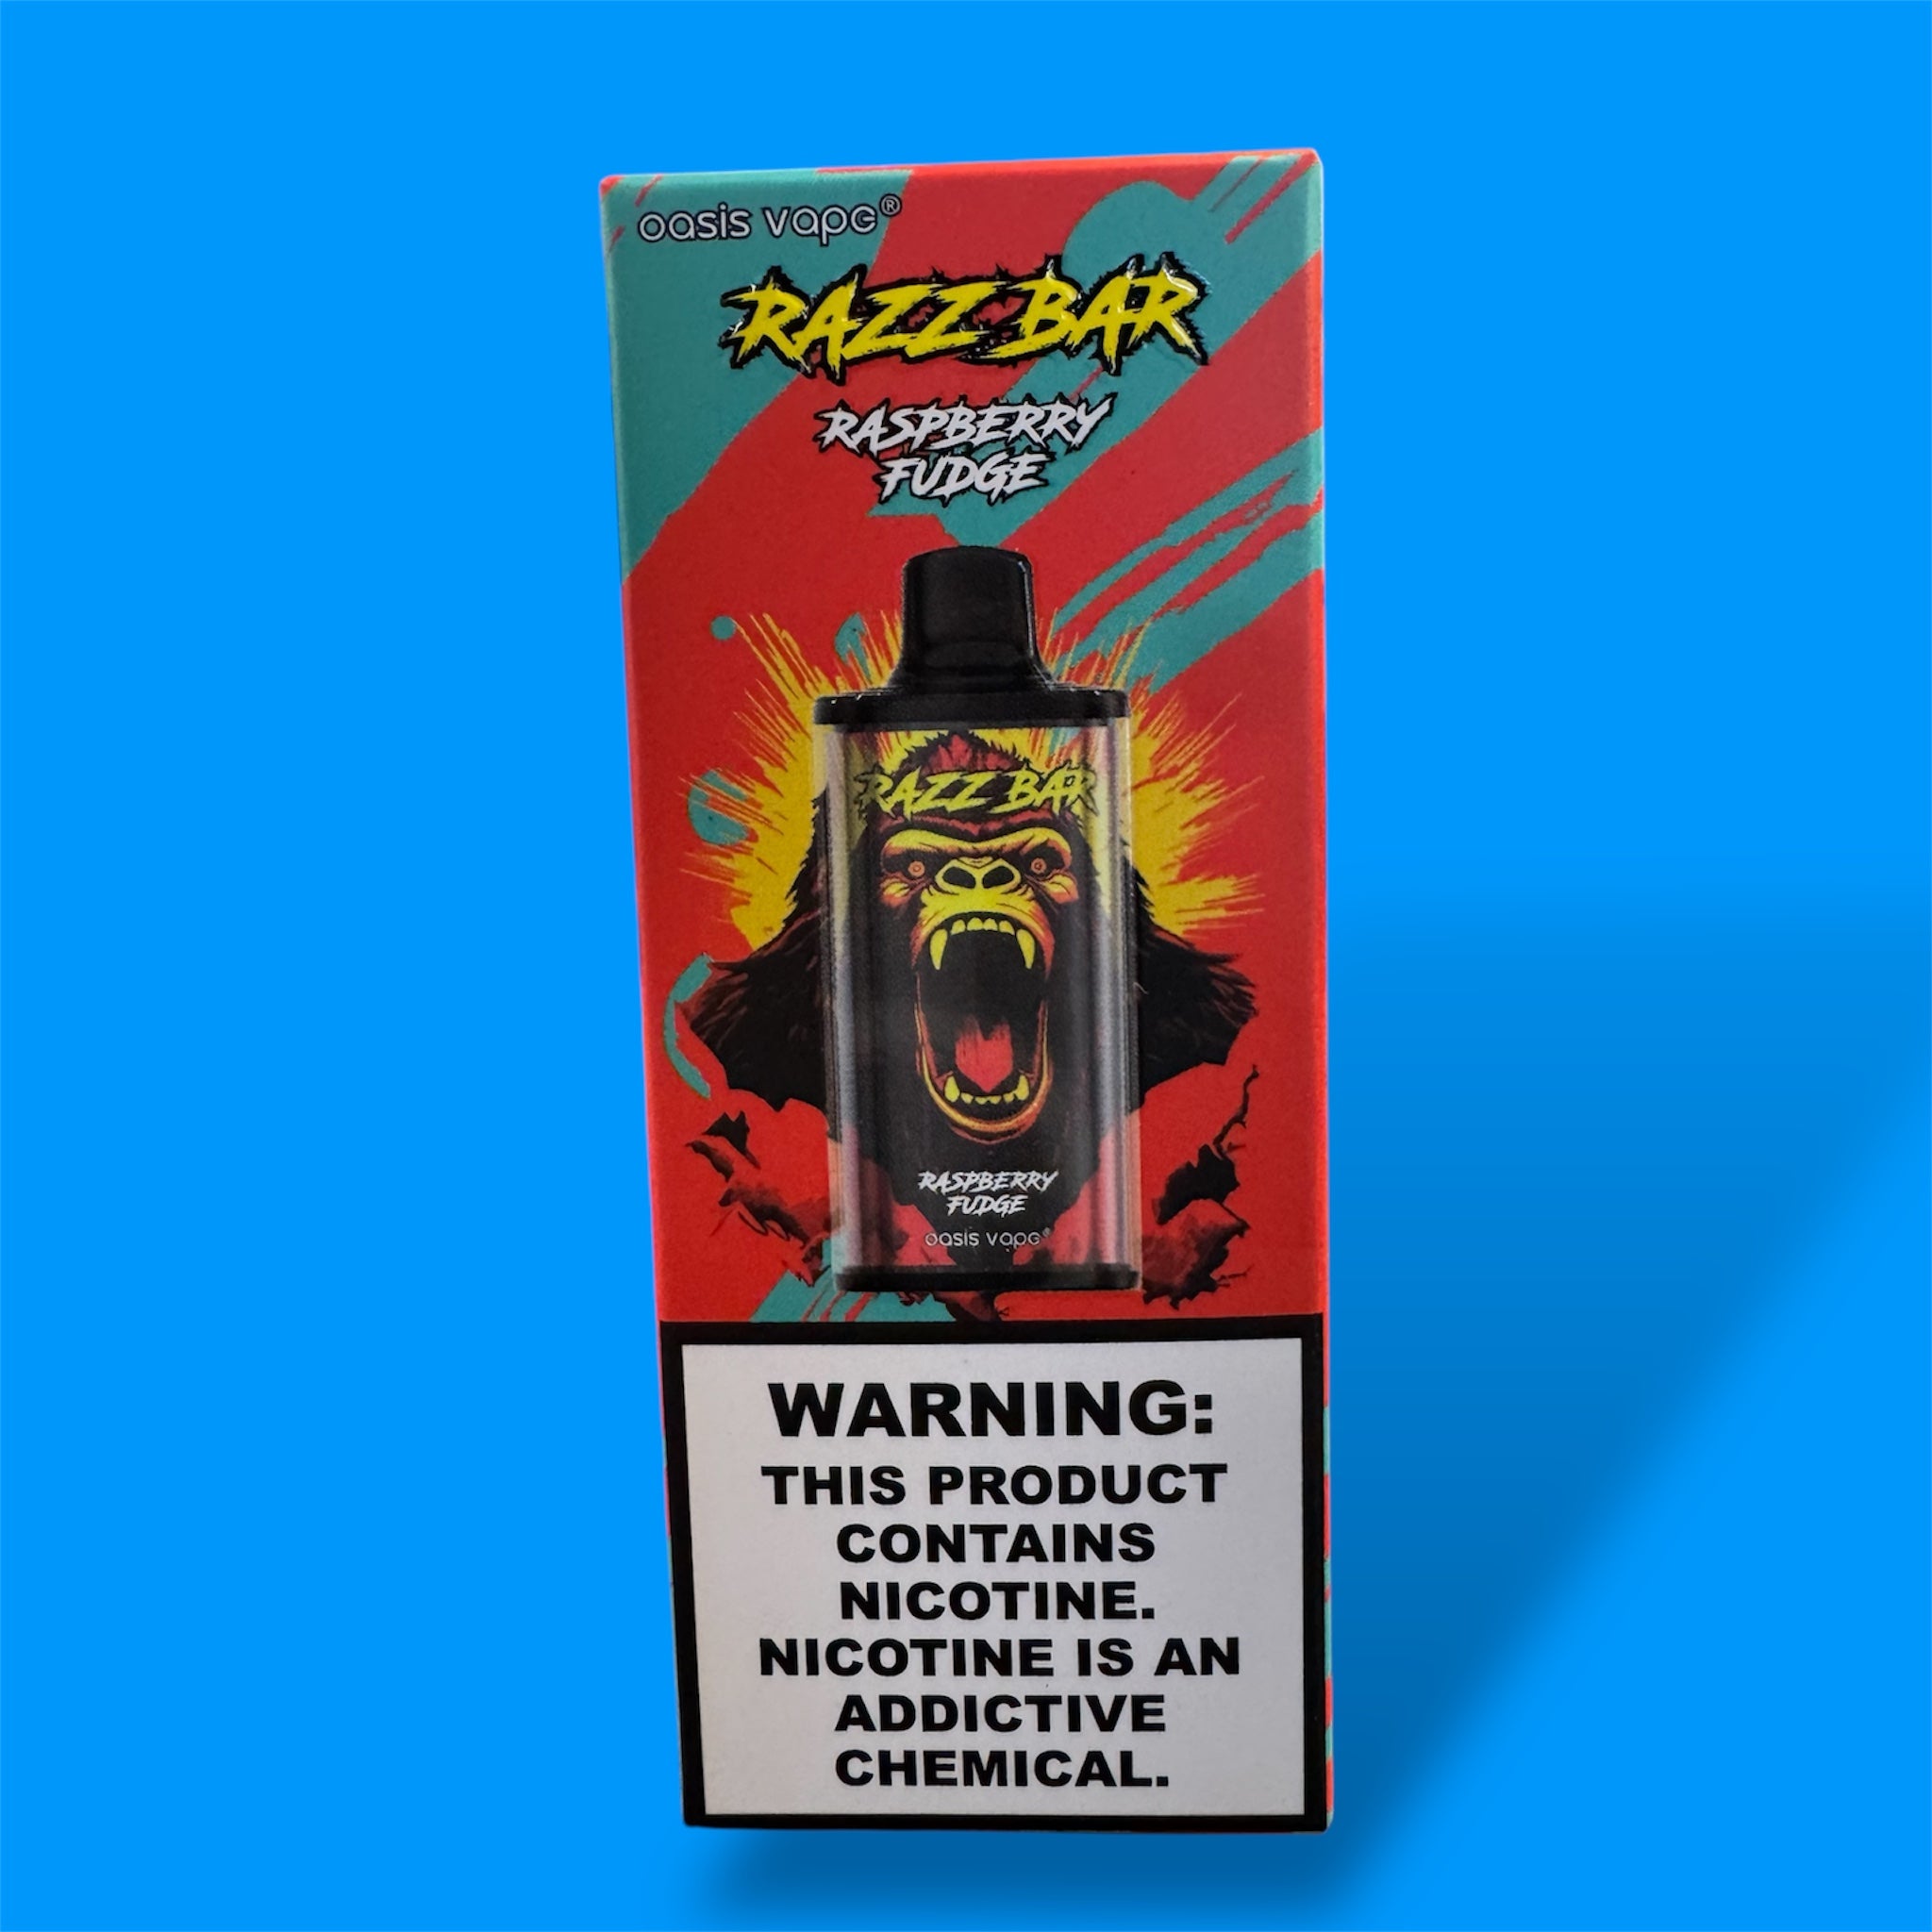 oasis vape®
RAZZ BAR
RASPBERRY
FUDGE
RAZZ BAR
RASPBERRY
FUDGE
oasis vape®
WARNING:
THIS PRODUCT
CONTAINS
NICOTINE.
NICOTINE IS AN
ADDICTIVE
CHEMICAL.